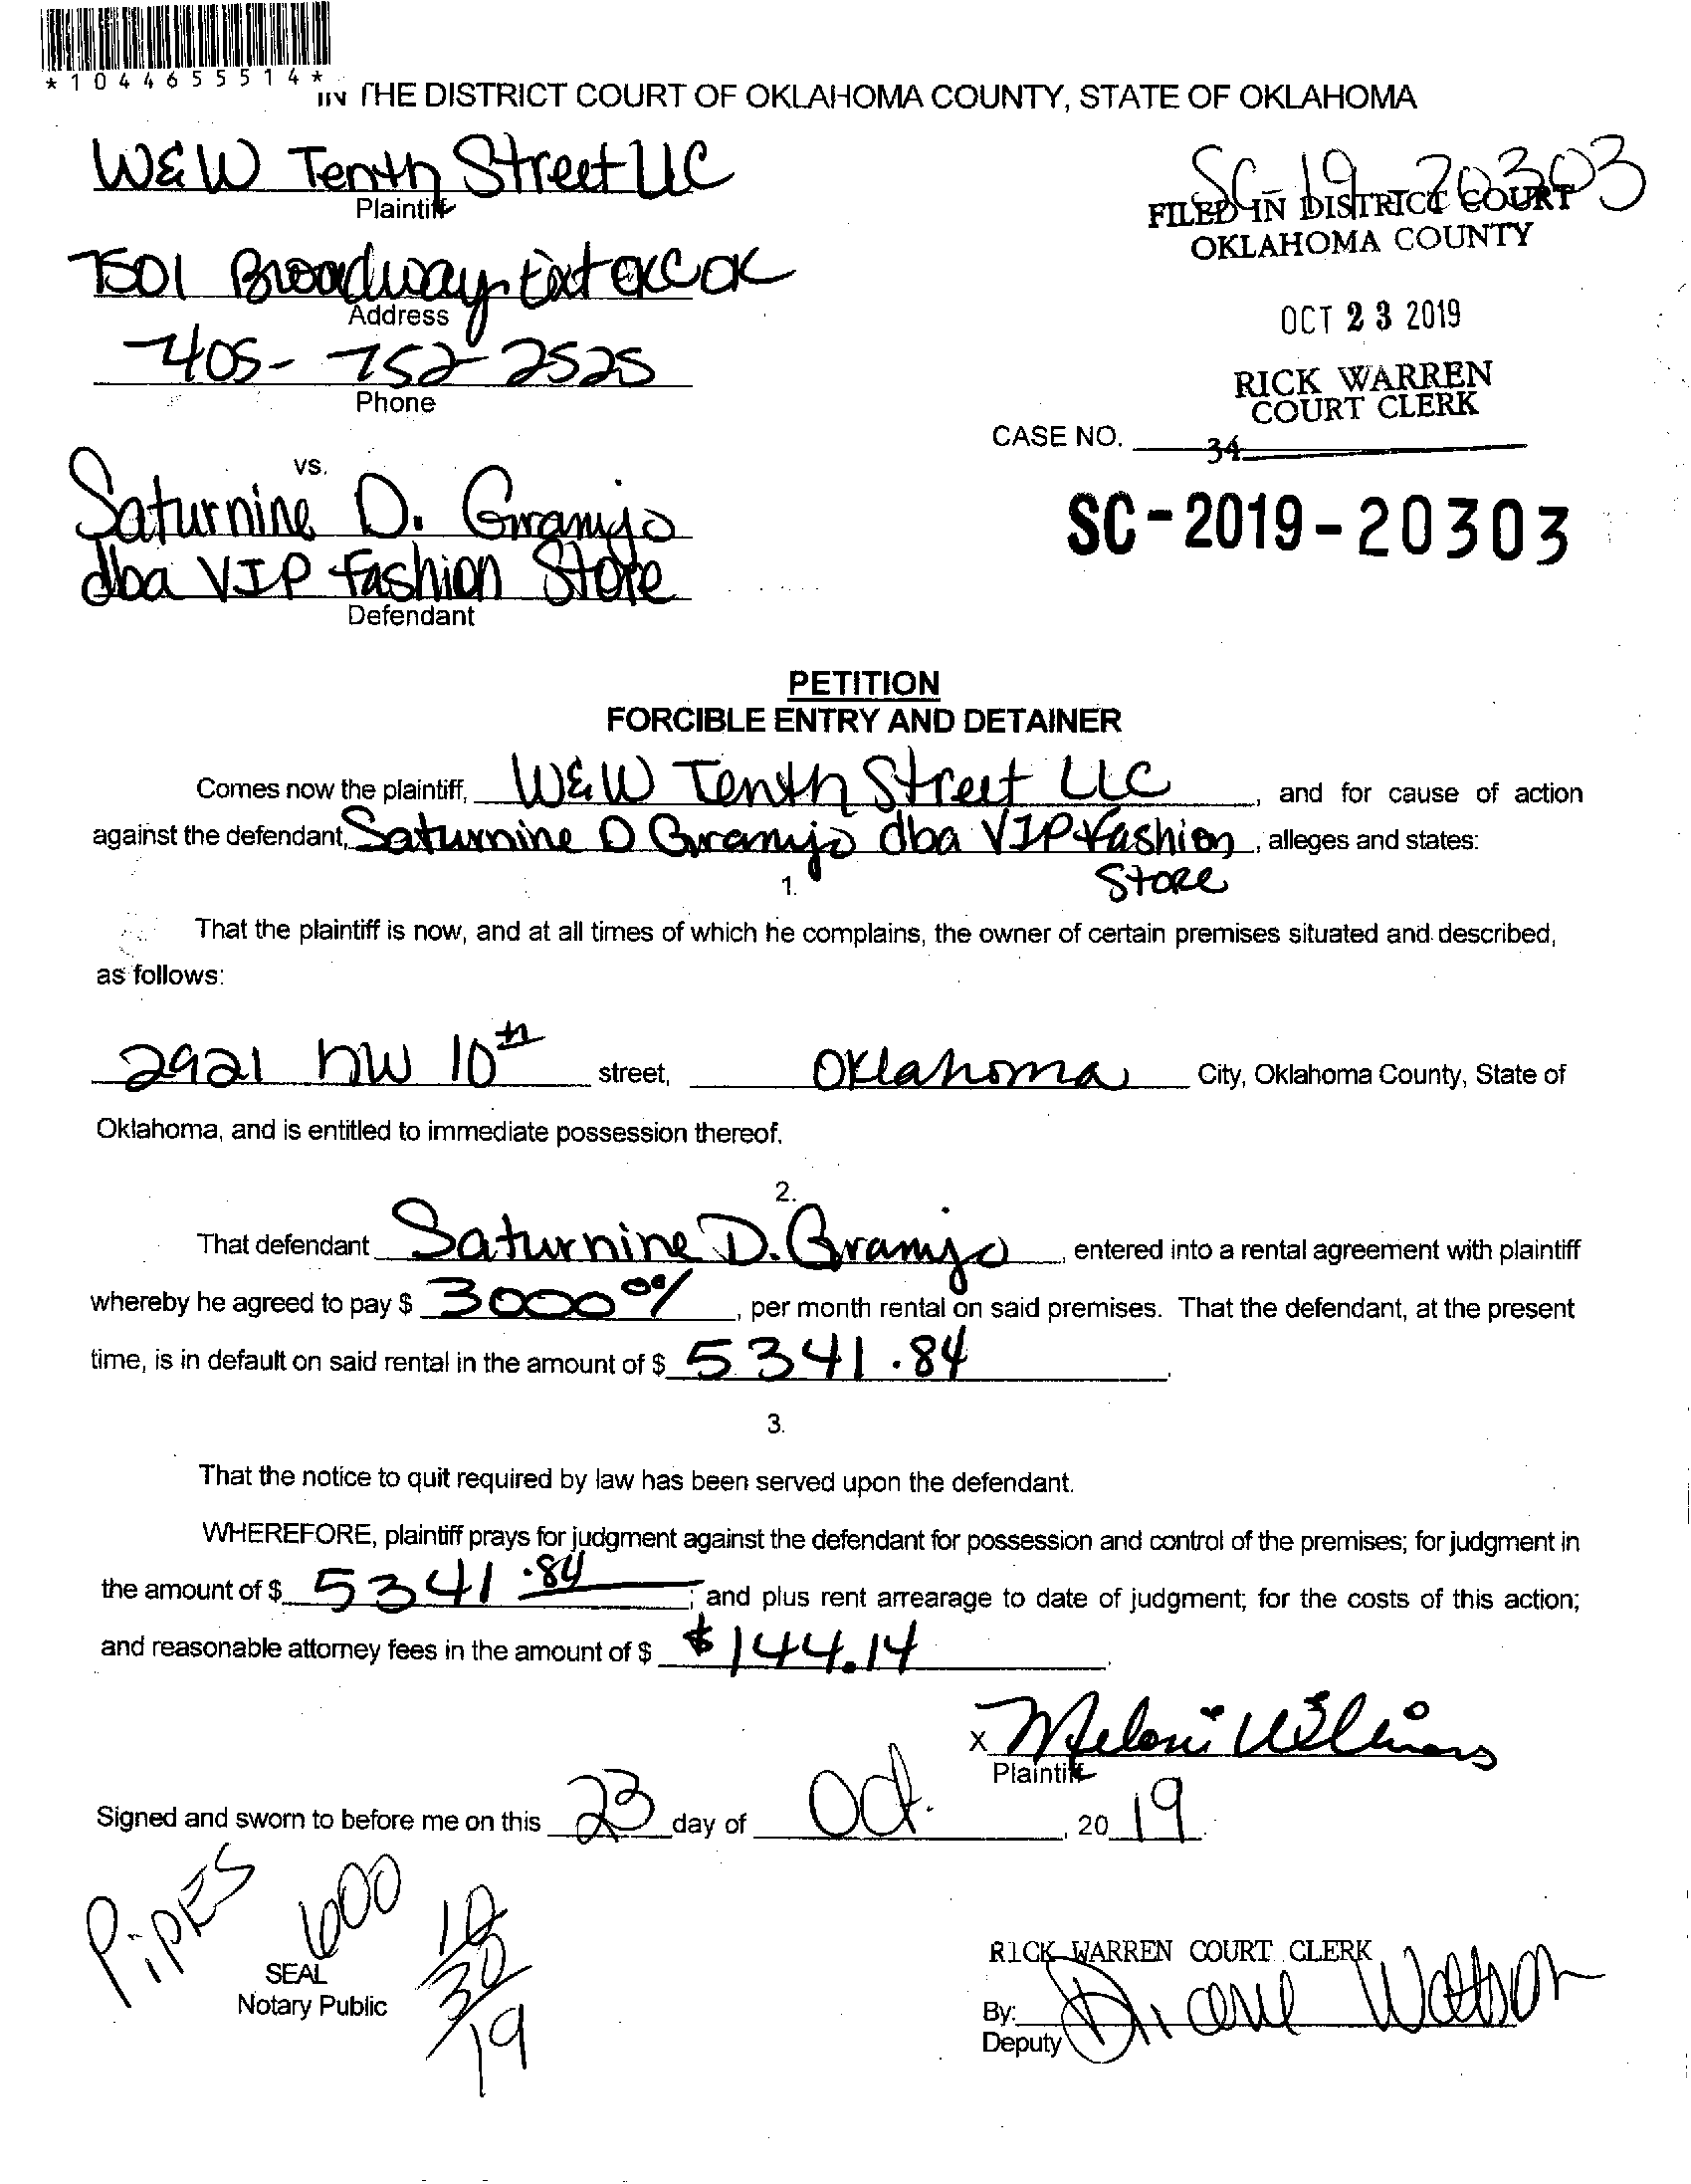 *1044655514*
IN THE DISTRICT COURT OF OKLAHOMA COUNTY, STATE OF OKLAHOMA
W&W Tenth Street LLC
Plaintiff
SC-19-20303
FILED IN DISTRICT COURT
OKLAHOMA COUNTY
7501 Broadway Ext OKC OK
Address
OCT 23 2019
405-752-2525
Phone
RICK WARREN
COURT CLERK
CASE NO.
34
vs.
Saturnine D.
dba VIP Fashion Store
Defendant
SC-2019-20303
PETITION
FORCIBLE ENTRY AND DETAINER
Comes now the plaintiff, W&W Tenth Street LLC, and for cause of action
against the defendant, Saturnine D dba VIP Fashion, alleges and states:
Store
1.
That the plaintiff is now, and at all times of which he complains, the owner of certain premises situated and described,
as follows:
2921 NW 10th street, Oklahoma City, Oklahoma County, State of
Oklahoma, and is entitled to immediate possession thereof.
2.
That defendant Saturnine D. , entered into a rental agreement with plaintiff
whereby he agreed to pay $ 3000 00/, per month rental on said premises. That the defendant, at the present
time, is in default on said rental in the amount of $ 5341.84.
3.
That the notice to quit required by law has been served upon the defendant.
WHEREFORE, plaintiff prays for judgment against the defendant for possession and control of the premises; for judgment in
the amount of $ 5341.84; and plus rent arrearage to date of judgment; for the costs of this action;
and reasonable attorney fees in the amount of $ $144.14.
X Meloni Williams
Plaintiff
Signed and sworn to before me on this 23 day of Oct., 2019.
PIPES 600 10/30/19
SEAL
Notary Public
RICK WARREN COURT CLERK
By: Diane Watson
Deputy